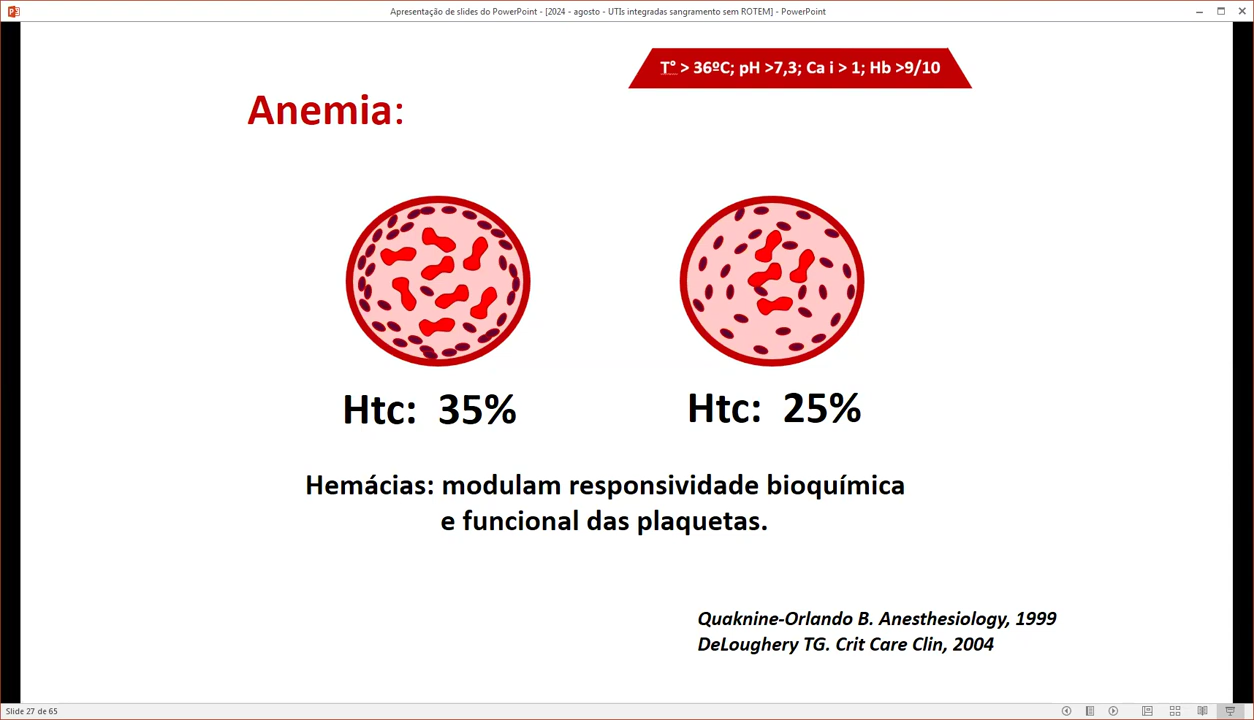 Apresentação de slides do PowerPoint - [2024 - agosto - UTIs integradas sangramento sem ROTEM] - PowerPoint
T° > 36ºC; pH >7,3; Ca i > 1; Hb >9/10
Anemia:
Htc: 35%
Htc: 25%
Hemácias: modulam responsividade bioquímica
e funcional das plaquetas.
Quaknine-Orlando B. Anesthesiology, 1999
DeLoughery TG. Crit Care Clin, 2004
Slide 27 de 65